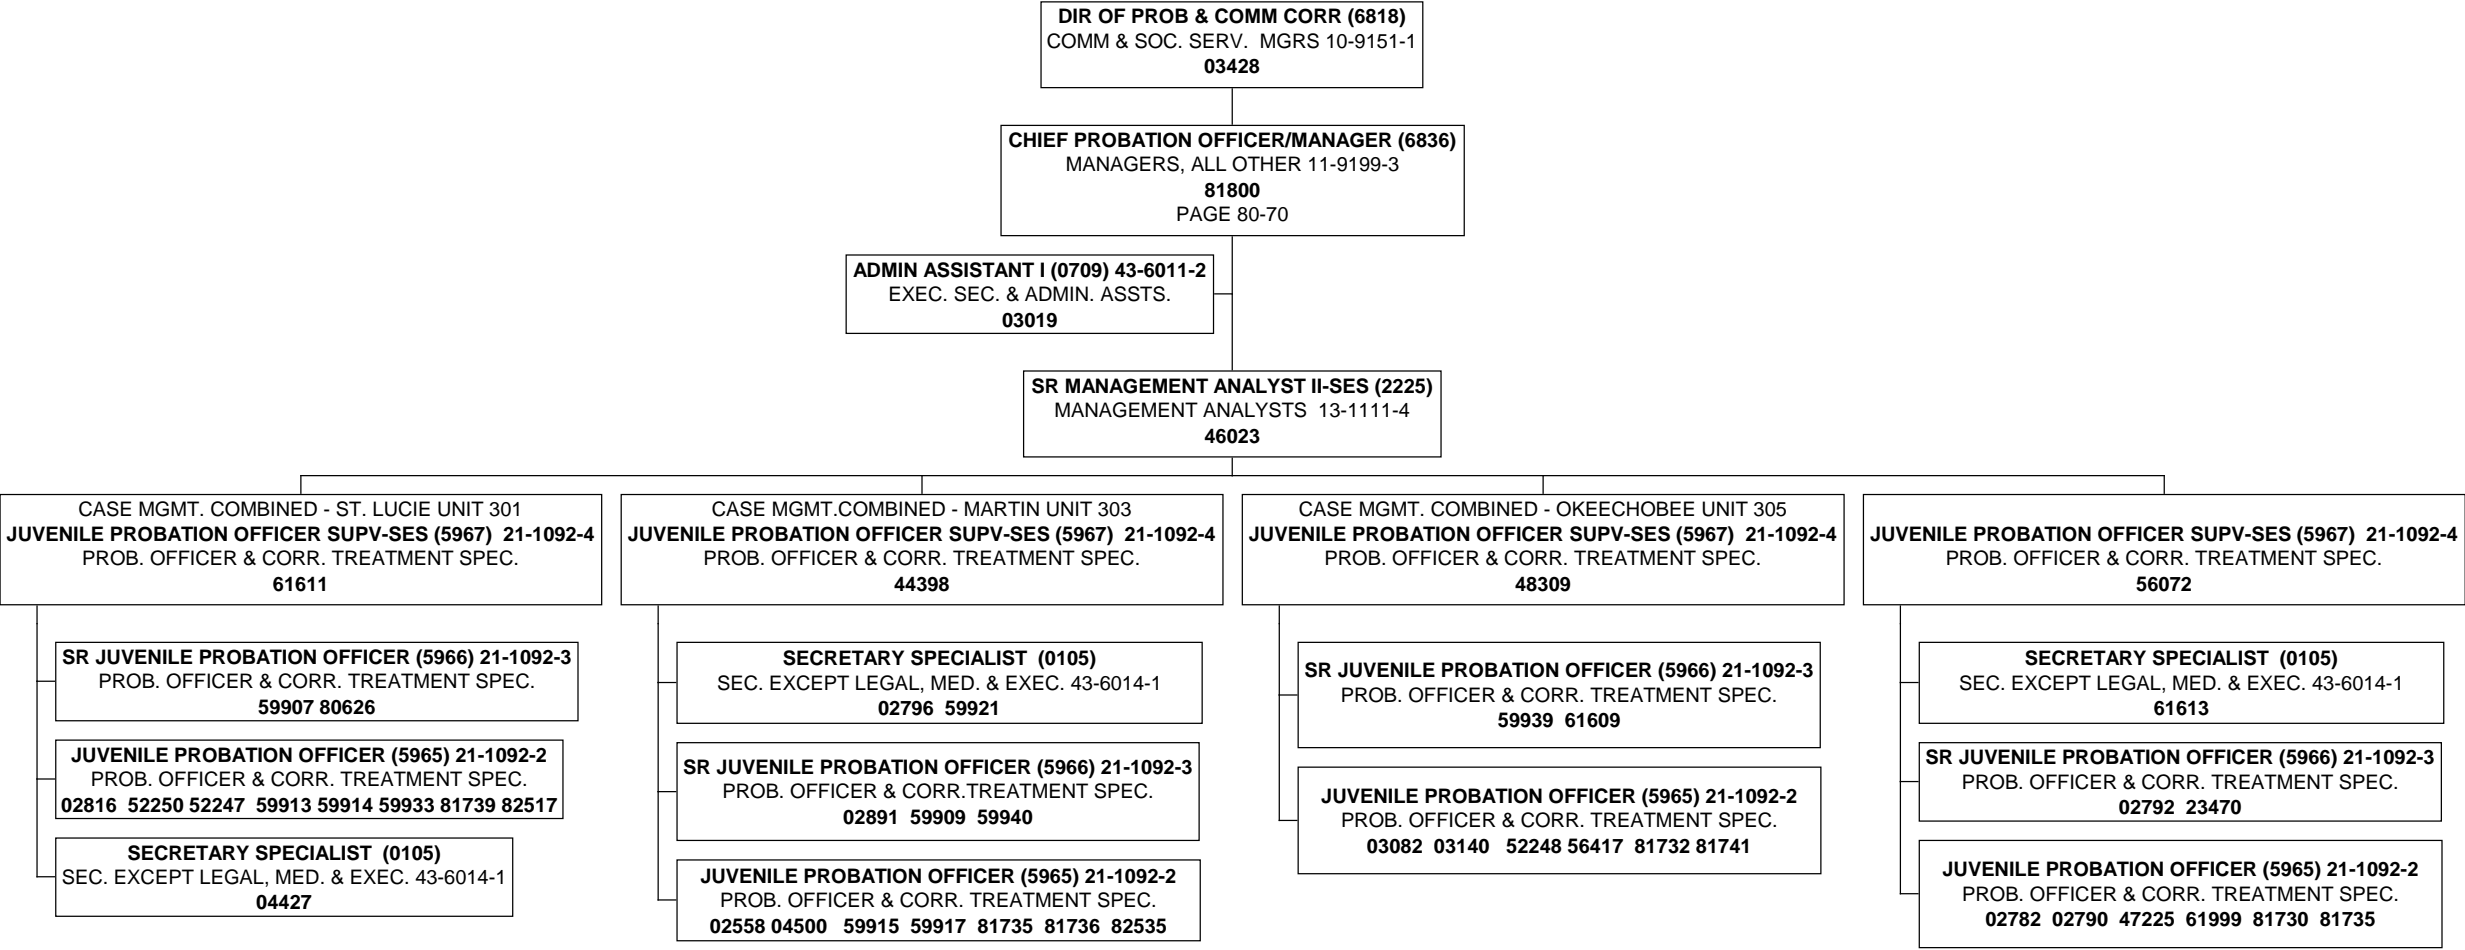 DIR OF PROB & COMM CORR (6818)
COMM & SOC. SERV. MGRS 10-9151-1
03428
CHIEF PROBATION OFFICER/MANAGER (6836)
MANAGERS, ALL OTHER 11-9199-3
81800
PAGE 80-70
ADMIN ASSISTANT I (0709) 43-6011-2
EXEC. SEC. & ADMIN. ASSTS.
03019
SR MANAGEMENT ANALYST II-SES (2225)
MANAGEMENT ANALYSTS 13-1111-4
46023
CASE MGMT. COMBINED - ST. LUCIE UNIT 301
JUVENILE PROBATION OFFICER SUPV-SES (5967) 21-1092-4
PROB. OFFICER & CORR. TREATMENT SPEC.
61611
SR JUVENILE PROBATION OFFICER (5966) 21-1092-3
PROB. OFFICER & CORR. TREATMENT SPEC.
59907 80626
JUVENILE PROBATION OFFICER (5965) 21-1092-2
PROB. OFFICER & CORR. TREATMENT SPEC.
02816 52250 52247 59913 59914 59933 81739 82517
SECRETARY SPECIALIST (0105)
SEC. EXCEPT LEGAL, MED. & EXEC. 43-6014-1
04427
CASE MGMT.COMBINED - MARTIN UNIT 303
JUVENILE PROBATION OFFICER SUPV-SES (5967) 21-1092-4
PROB. OFFICER & CORR. TREATMENT SPEC.
44398
SECRETARY SPECIALIST (0105)
SEC. EXCEPT LEGAL, MED. & EXEC. 43-6014-1
02796 59921
SR JUVENILE PROBATION OFFICER (5966) 21-1092-3
PROB. OFFICER & CORR.TREATMENT SPEC.
02891 59909 59940
JUVENILE PROBATION OFFICER (5965) 21-1092-2
PROB. OFFICER & CORR. TREATMENT SPEC.
02558 04500 59915 59917 81735 81736 82535
CASE MGMT. COMBINED - OKEECHOBEE UNIT 305
JUVENILE PROBATION OFFICER SUPV-SES (5967) 21-1092-4
PROB. OFFICER & CORR. TREATMENT SPEC.
48309
SR JUVENILE PROBATION OFFICER (5966) 21-1092-3
PROB. OFFICER & CORR. TREATMENT SPEC.
59939 61609
JUVENILE PROBATION OFFICER (5965) 21-1092-2
PROB. OFFICER & CORR. TREATMENT SPEC.
03082 03140 52248 56417 81732 81741
JUVENILE PROBATION OFFICER SUPV-SES (5967) 21-1092-4
PROB. OFFICER & CORR. TREATMENT SPEC.
56072
SECRETARY SPECIALIST (0105)
SEC. EXCEPT LEGAL, MED. & EXEC. 43-6014-1
61613
SR JUVENILE PROBATION OFFICER (5966) 21-1092-3
PROB. OFFICER & CORR. TREATMENT SPEC.
02792 23470
JUVENILE PROBATION OFFICER (5965) 21-1092-2
PROB. OFFICER & CORR. TREATMENT SPEC.
02782 02790 47225 61999 81730 81735